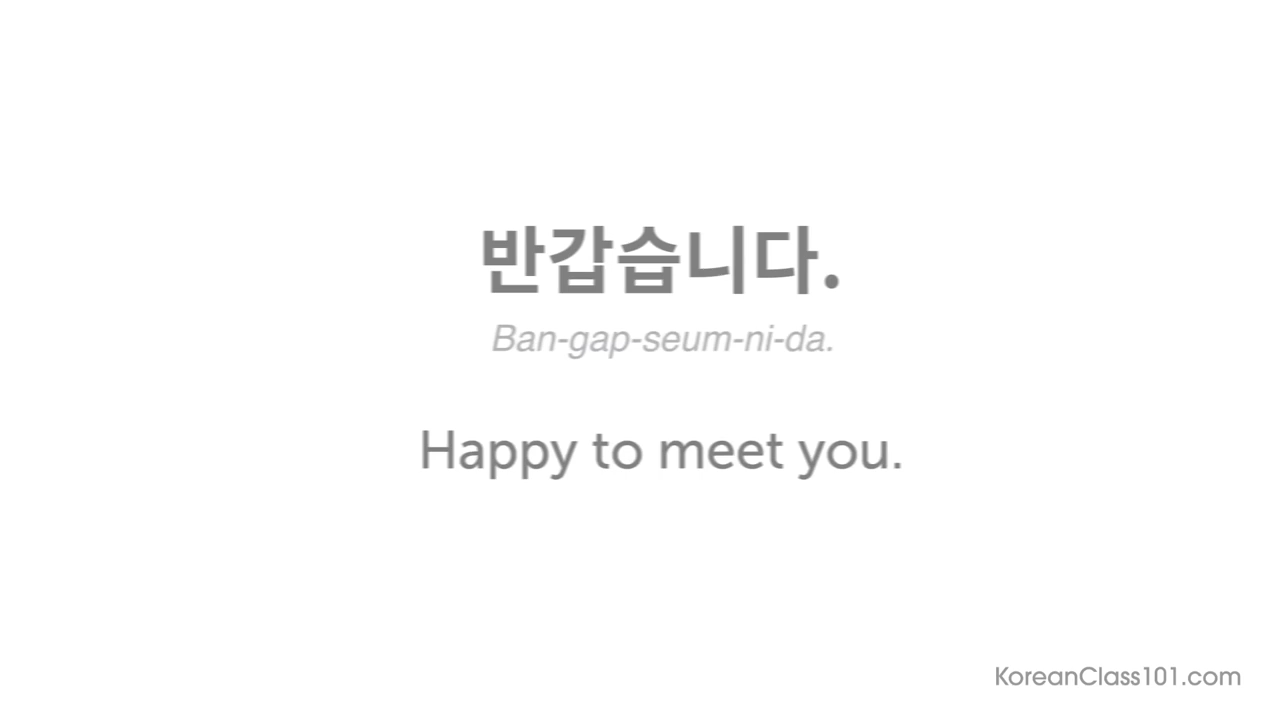 반갑습니다.
Ban-gap-seum-ni-da.
Happy to meet you.
KoreanClass101.com